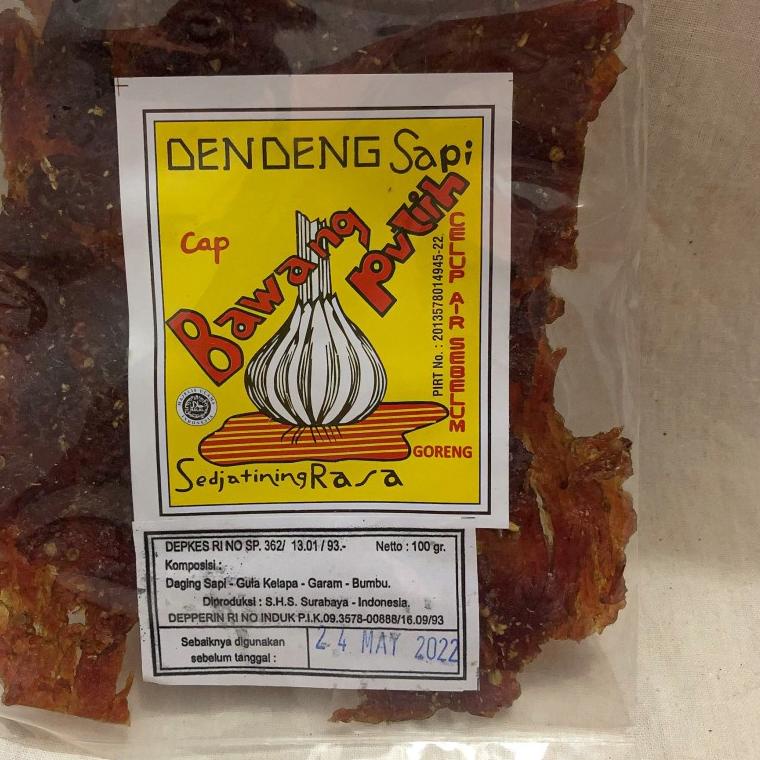 DENDENG Sapi
Cap
Bawang putih
PIRT No. : 2013578014945-22
CELUP AIR SEBELUM
GORENG
Sedjatining Rasa
DEPKES RI NO SP. 362/ 13.01 / 93.- Netto : 100 gr.
Komposisi :
Daging Sapi - Gula Kelapa - Garam - Bumbu.
Diproduksi : S.H.S. Surabaya - Indonesia.
DEPPERIN RI NO INDUK P.I.K.09.3578-00888/16.09/93
Sebaiknya digunakan
sebelum tanggal :
24 MAY 2022